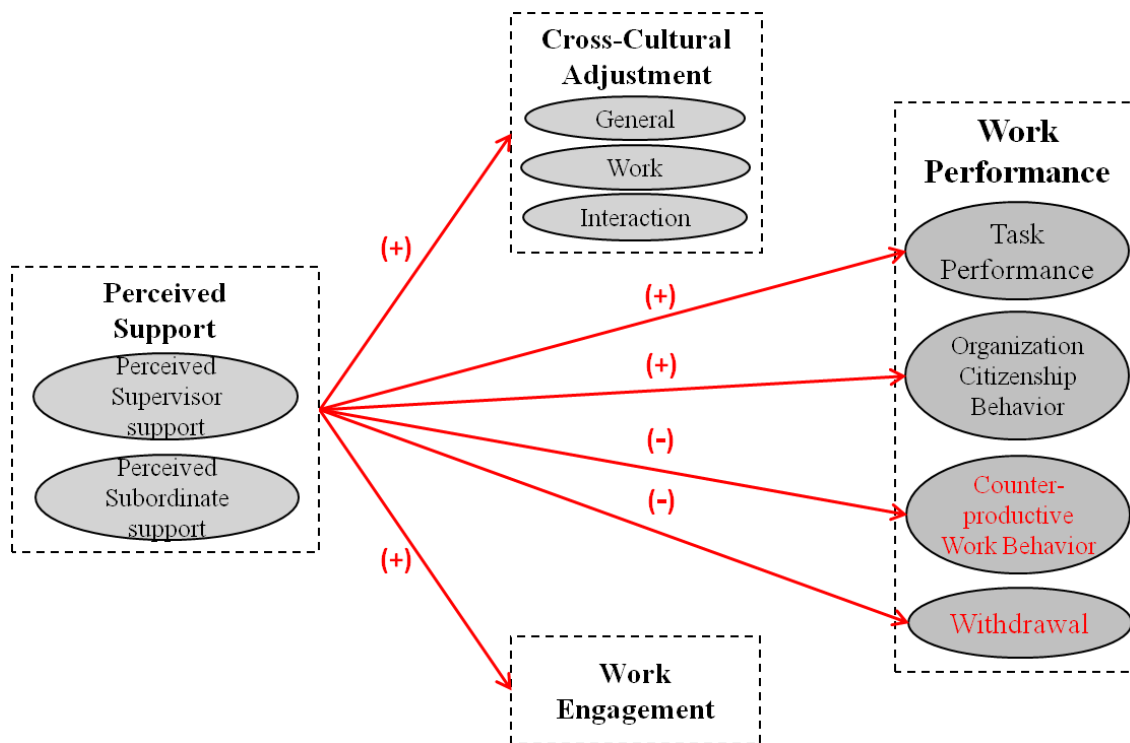 Cross-Cultural
Adjustment
General
Work
Interaction
Work
Performance
Task
Performance
Organization
Citizenship
Behavior
Counter-
productive
Work Behavior
Withdrawal
Perceived
Support
Perceived
Supervisor
support
Perceived
Subordinate
support
(+)
(+)
(+)
(-)
(-)
(+)
Work
Engagement